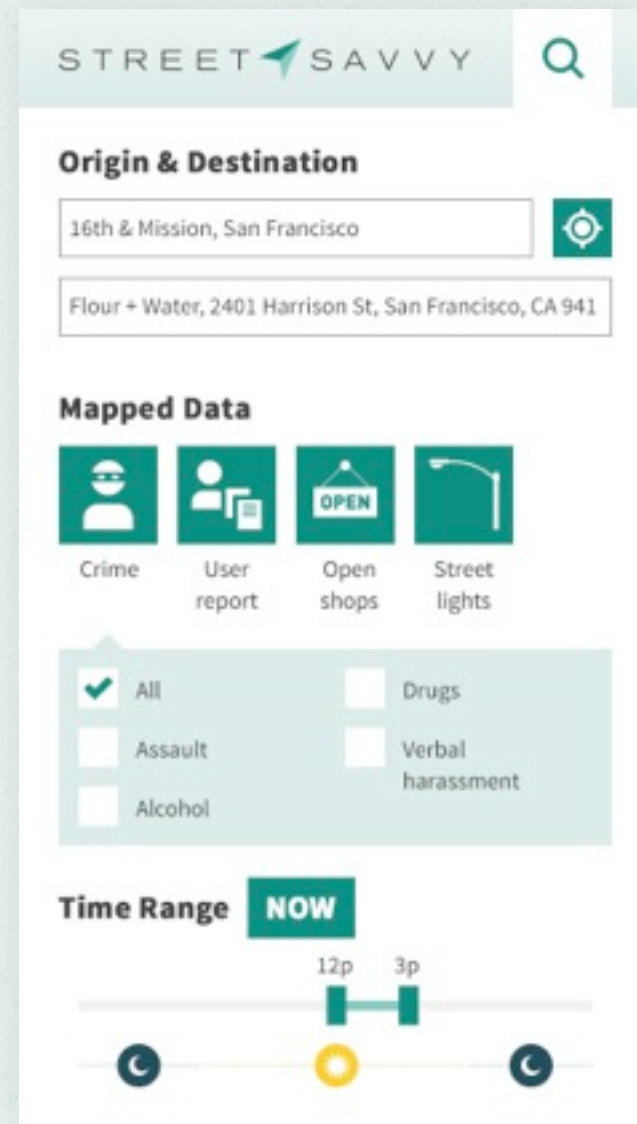 STREET SAVVY
Origin & Destination
16th & Mission, San Francisco
Flour + Water, 2401 Harrison St, San Francisco, CA 941
Mapped Data
OPEN
Crime
User
report
Open
shops
Street
lights
All
Drugs
Assault
Verbal
harassment
Alcohol
Time Range NOW
12p 3p